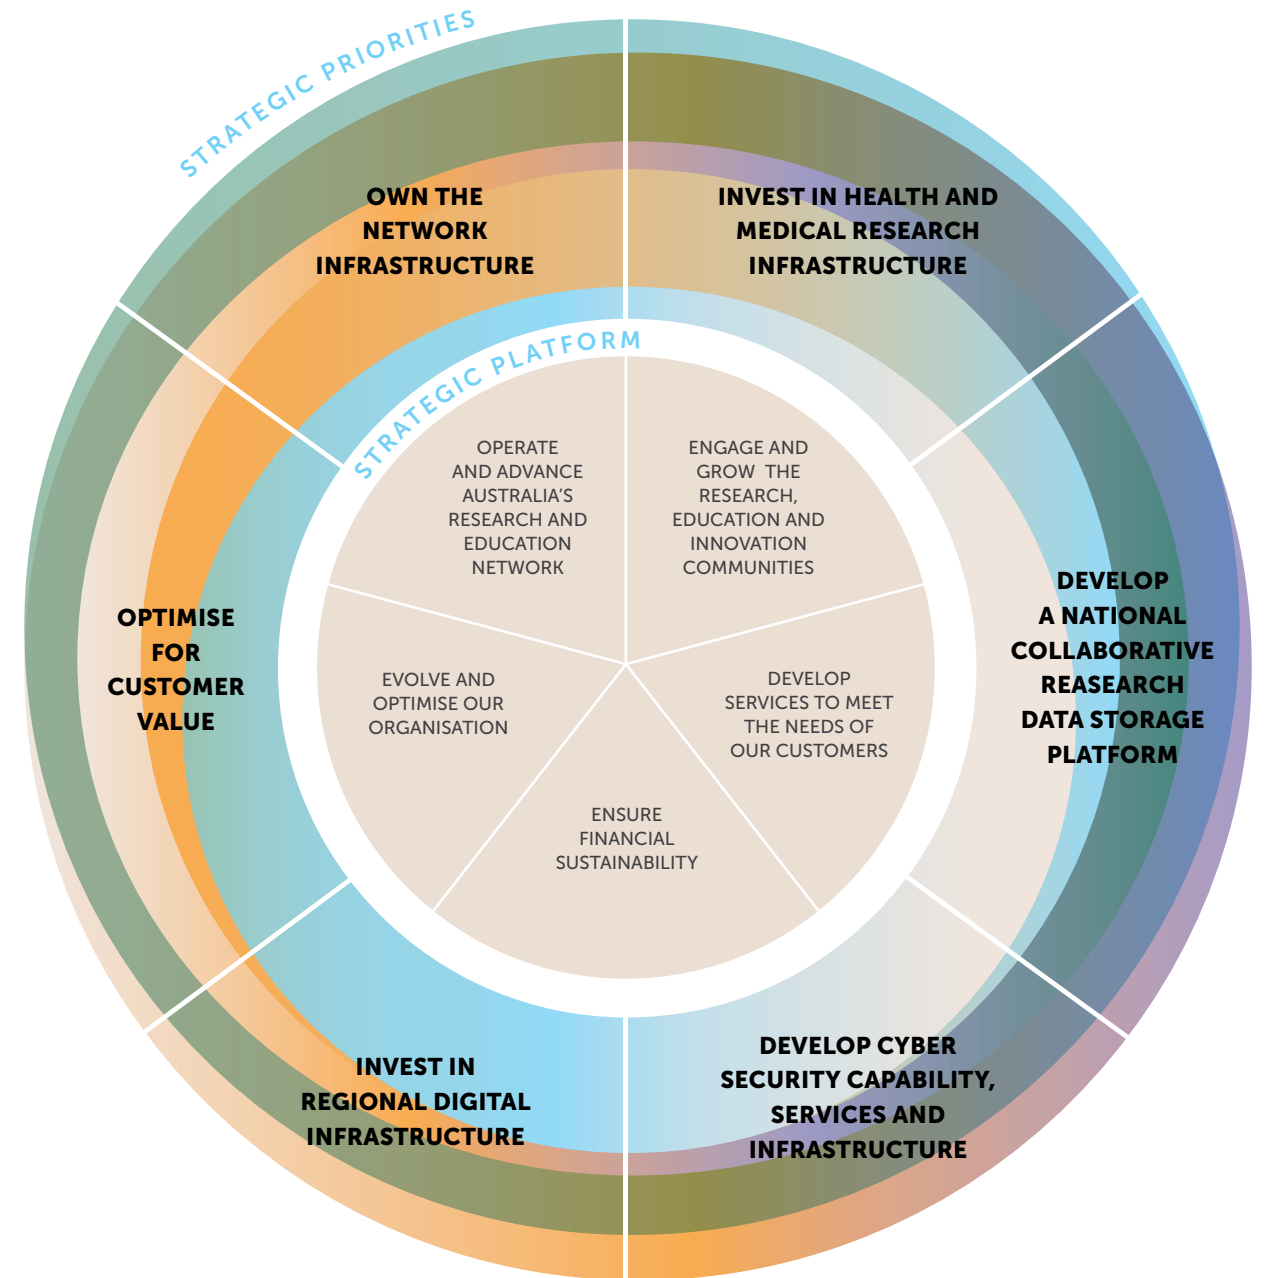 STRATEGIC PRIORITIES
OWN THE
NETWORK
INFRASTRUCTURE
INVEST IN HEALTH AND
MEDICAL RESEARCH
INFRASTRUCTURE
DEVELOP
A NATIONAL
COLLABORATIVE
REASEARCH
DATA STORAGE
PLATFORM
DEVELOP CYBER
SECURITY CAPABILITY,
SERVICES AND
INFRASTRUCTURE
INVEST IN
REGIONAL DIGITAL
INFRASTRUCTURE
OPTIMISE
FOR
CUSTOMER
VALUE
STRATEGIC PLATFORM
OPERATE
AND ADVANCE
AUSTRALIA'S
RESEARCH AND
EDUCATION
NETWORK
ENGAGE AND
GROW THE
RESEARCH,
EDUCATION AND
INNOVATION
COMMUNITIES
DEVELOP
SERVICES TO MEET
THE NEEDS OF
OUR CUSTOMERS
ENSURE
FINANCIAL
SUSTAINABILITY
EVOLVE AND
OPTIMISE OUR
ORGANISATION